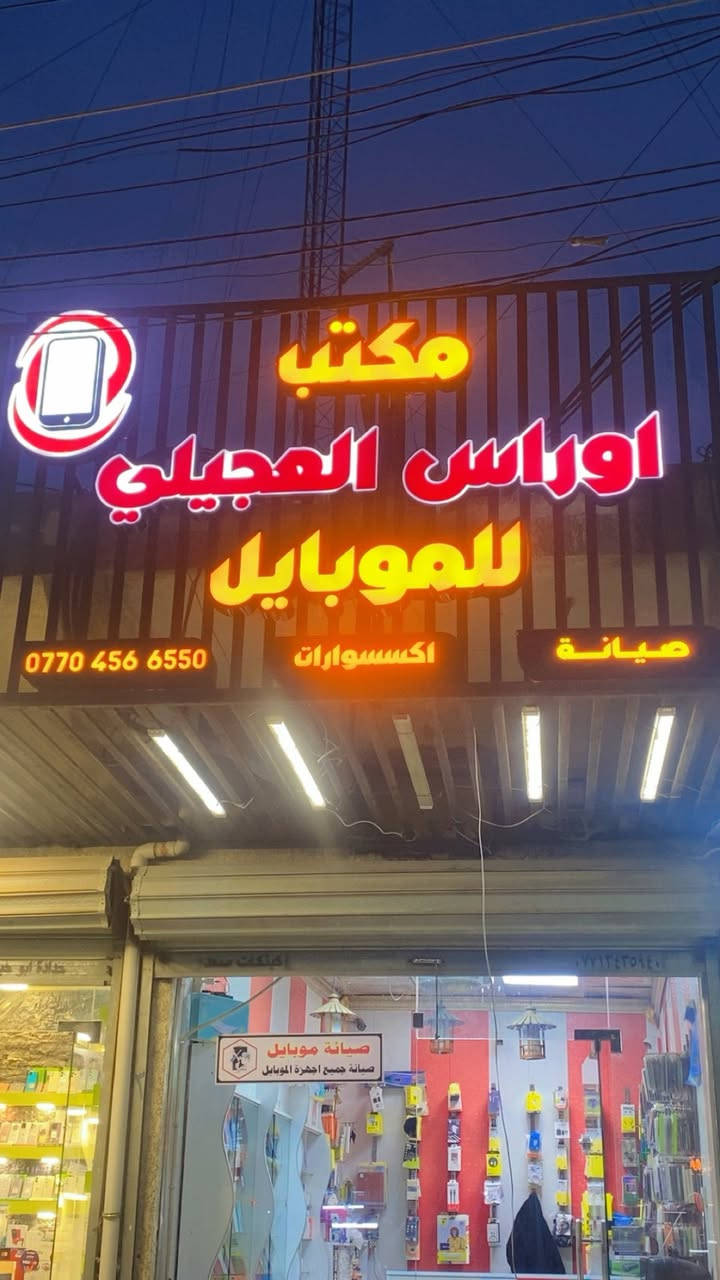 مكتب
اوراس العجيلي
للموبايل
صيانة
اكسسوارات
0770 456 6550
صيانة موبايل
صيانة جميع اجهزة الموبايل